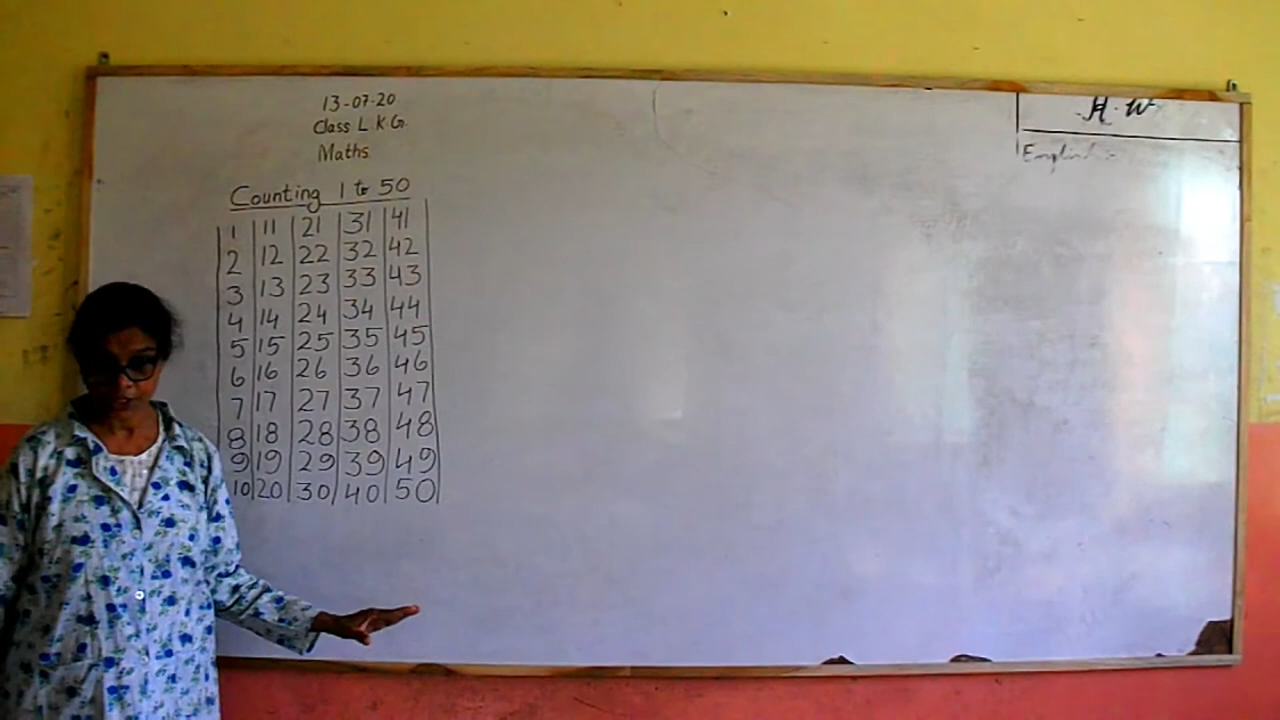 13-07-20
Class L K G.
Maths
Counting 1 to 50
1 11 21 31 41
2 12 22 32 42
3 13 23 33 43
4 14 24 34 44
5 15 25 35 45
6 16 26 36 46
7 17 27 37 47
8 18 28 38 48
9 19 29 39 49
10 20 30 40 50
H.W
English